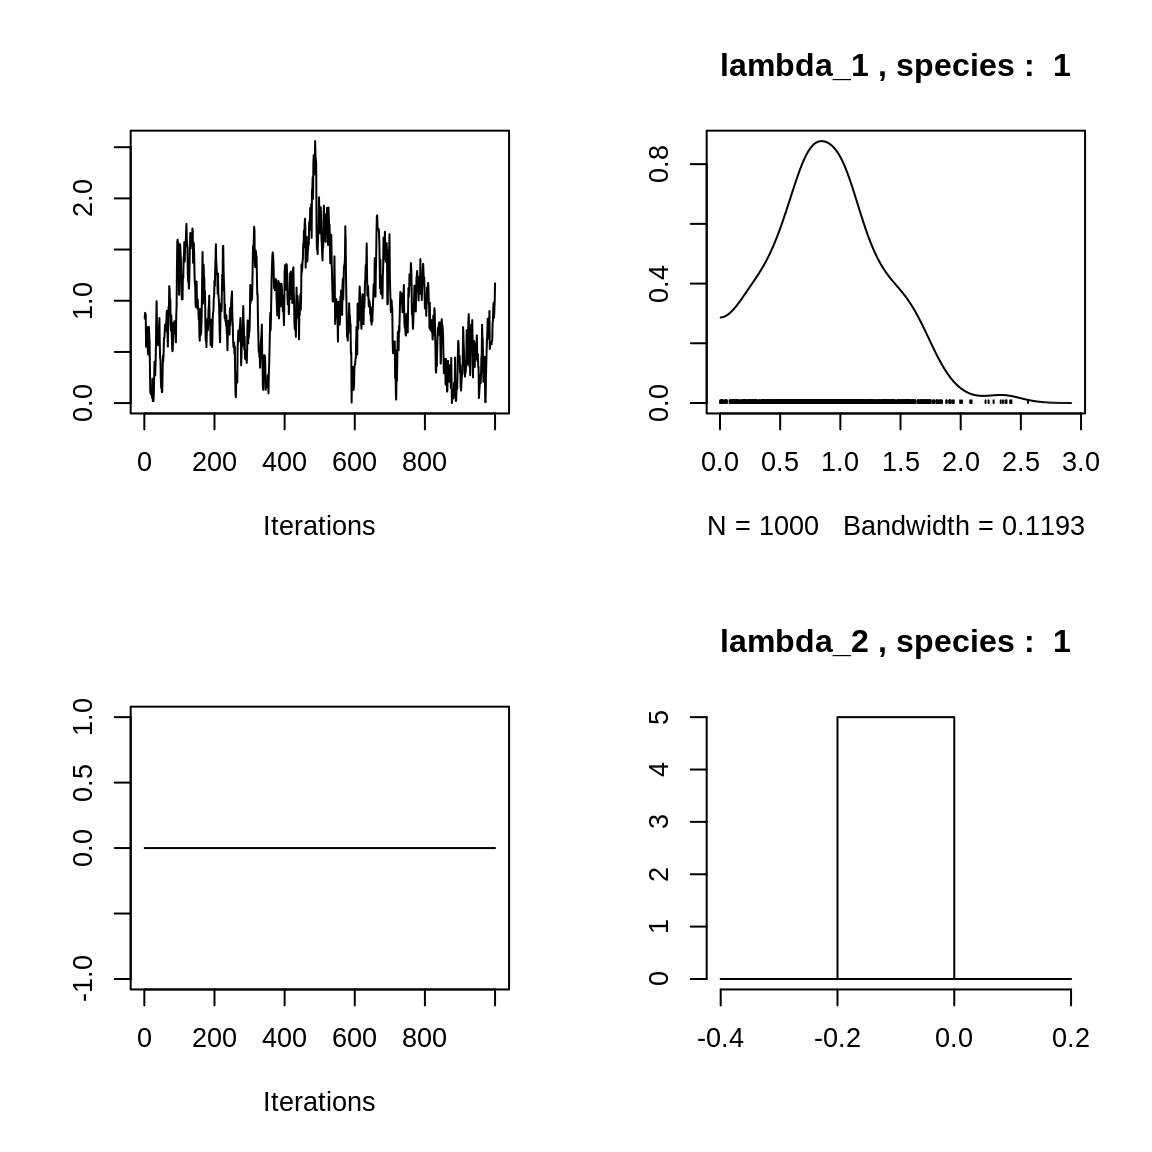 lambda_1 , species :  1
0.0 1.0 2.0
0 200 400 600 800
Iterations
0.0 0.4 0.8
0.0 0.5 1.0 1.5 2.0 2.5 3.0
N = 1000   Bandwidth = 0.1193
lambda_2 , species :  1
-1.0 0.0 0.5 1.0
0 200 400 600 800
Iterations
0 1 2 3 4 5
-0.4 -0.2 0.0 0.2